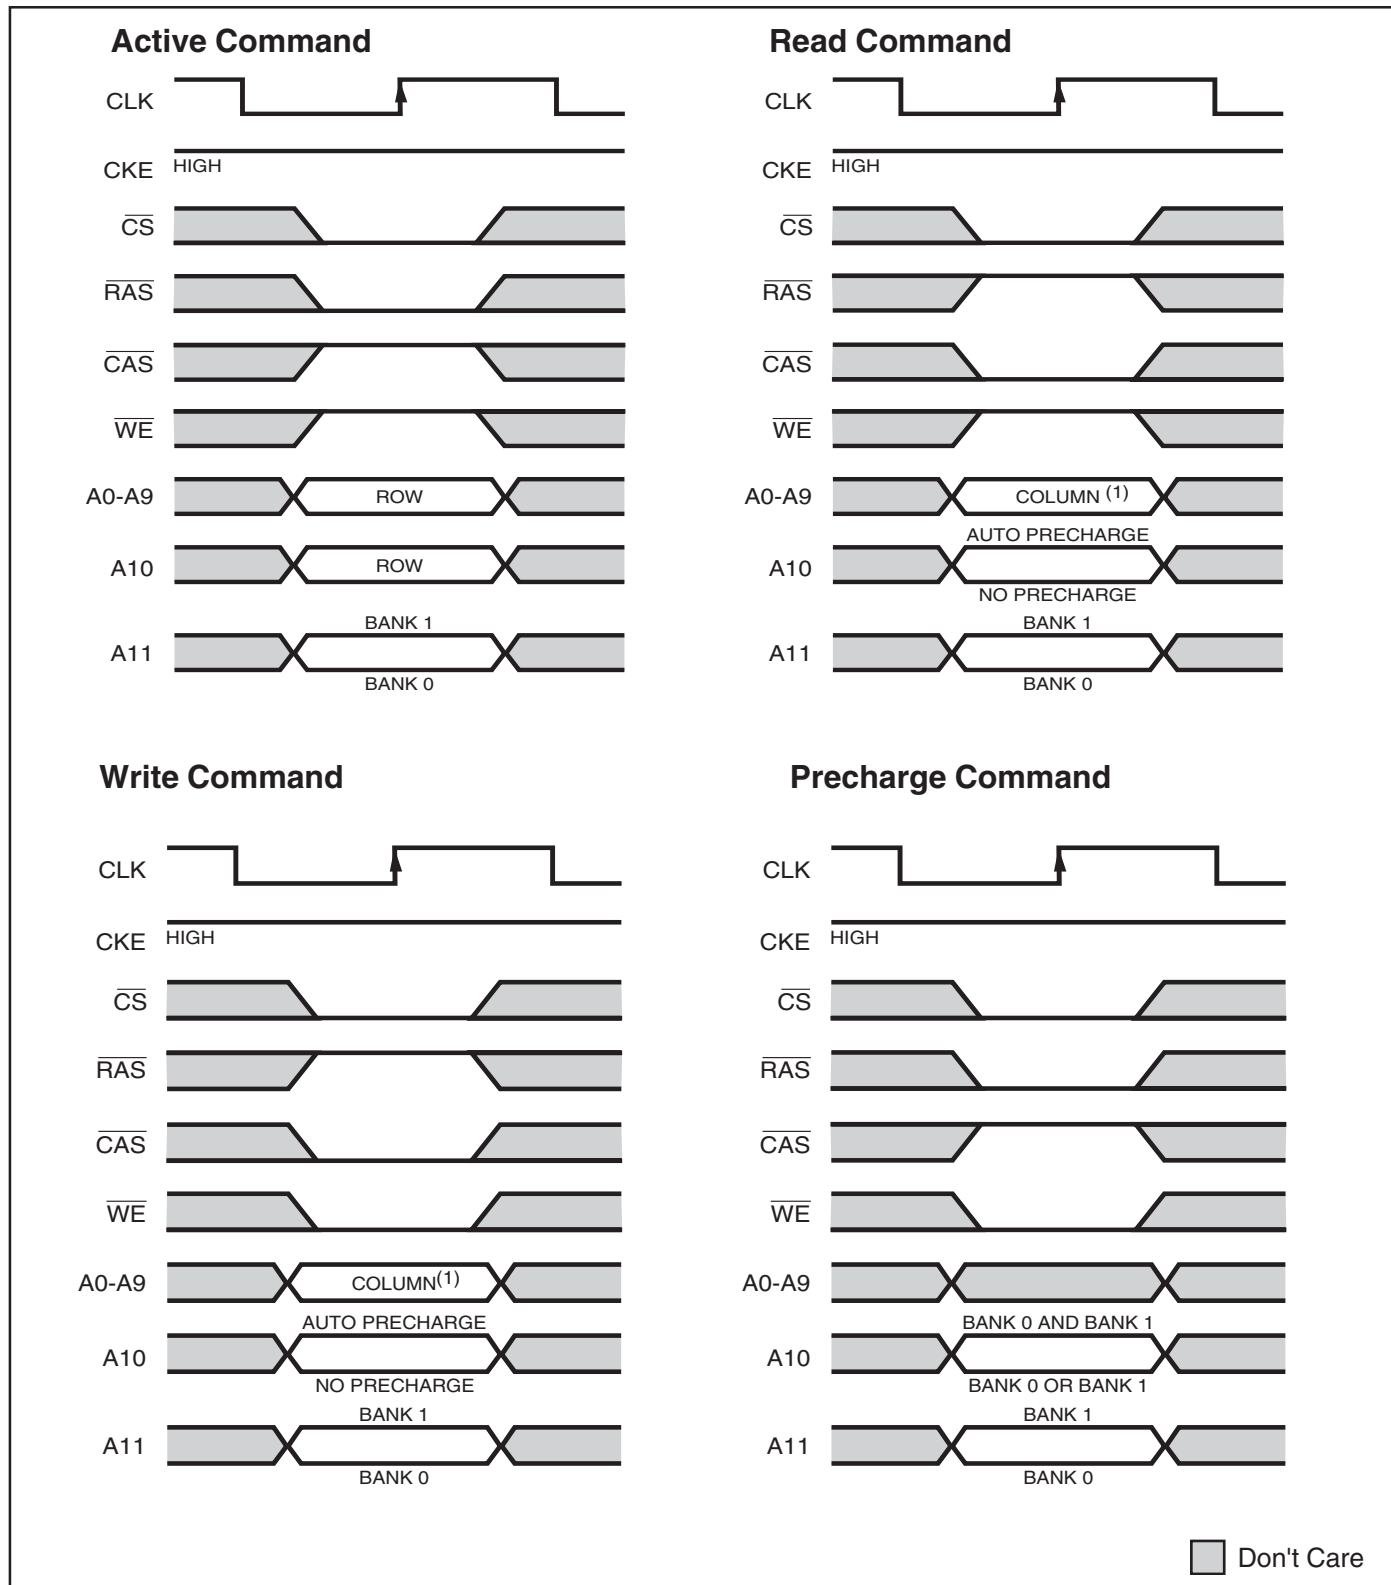 Active Command
CLK
CKE HIGH
CS
RAS
CAS
WE
A0-A9 ROW
A10 ROW
BANK 1
A11
BANK 0
Read Command
CLK
CKE HIGH
CS
RAS
CAS
WE
A0-A9 COLUMN (1)
AUTO PRECHARGE
A10
NO PRECHARGE
BANK 1
A11
BANK 0
Write Command
CLK
CKE HIGH
CS
RAS
CAS
WE
A0-A9 COLUMN(1)
AUTO PRECHARGE
A10
NO PRECHARGE
BANK 1
A11
BANK 0
Precharge Command
CLK
CKE HIGH
CS
RAS
CAS
WE
A0-A9
BANK 0 AND BANK 1
A10
BANK 0 OR BANK 1
BANK 1
A11
BANK 0
Don't Care